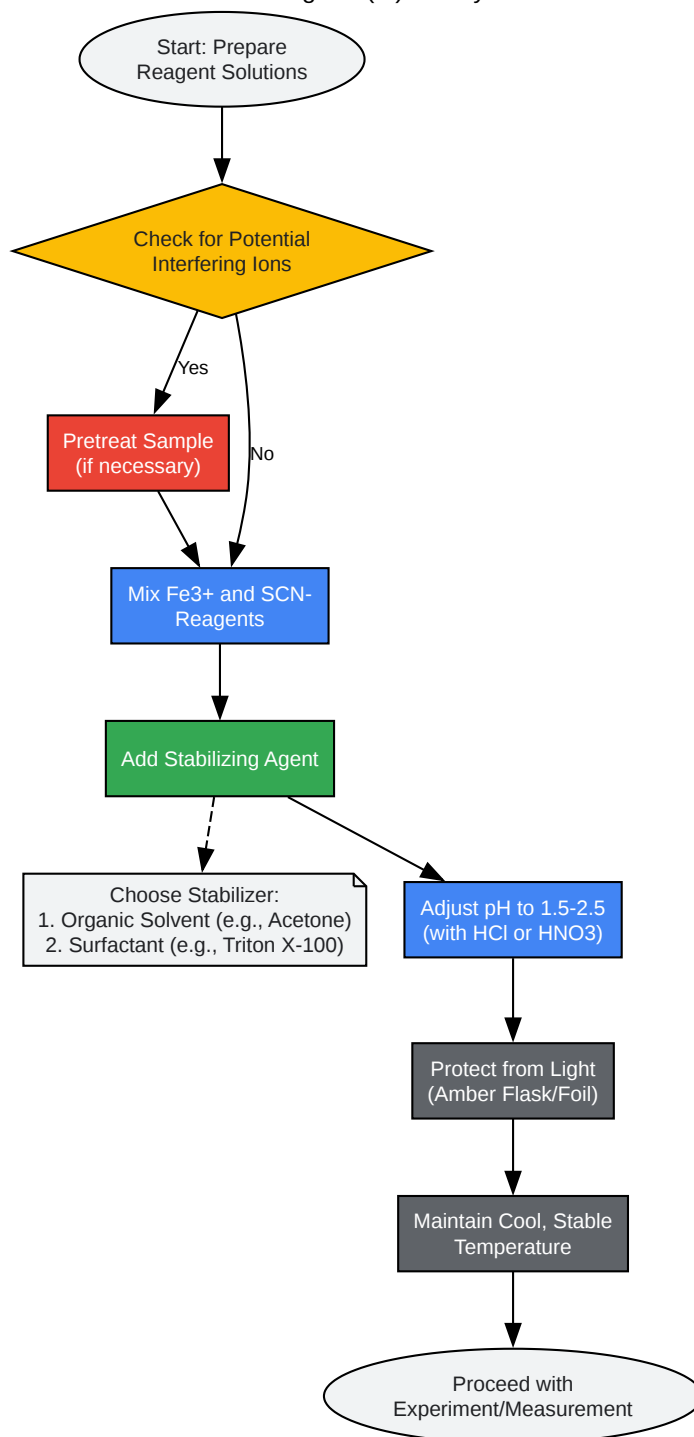 Start: Prepare
Reagent Solutions
Check for Potential
Interfering Ions
Yes
Pretreat Sample
(if necessary)
No
Mix Fe3+ and SCN-
Reagents
Add Stabilizing Agent
Choose Stabilizer:
1. Organic Solvent (e.g., Acetone)
2. Surfactant (e.g., Triton X-100)
Adjust pH to 1.5-2.5
(with HCl or HNO3)
Protect from Light
(Amber Flask/Foil)
Maintain Cool, Stable
Temperature
Proceed with
Experiment/Measurement